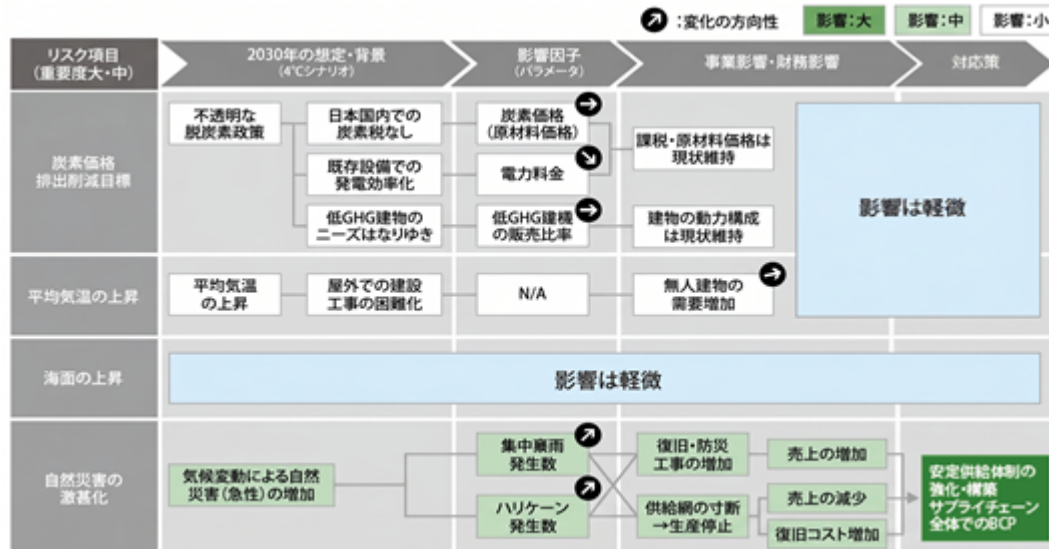 :変化の方向性
影響:大
影響:中
影響:小
リスク項目
(重要度大・中)
2030年の想定・背景
(4℃シナリオ)
影響因子
(パラメータ)
事業影響・財務影響
対応策
炭素価格
排出削減目標
不透明な
脱炭素政策
日本国内での
炭素税なし
炭素価格
(原材料価格)
課税・原材料価格は
現状維持
既存設備での
発電効率化
電力料金
低GHG建物の
ニーズはなりゆき
低GHG建機
の販売比率
建物の動力構成
は現状維持
影響は軽微
平均気温の上昇
平均気温
の上昇
屋外での建設
工事の困難化
N/A
無人建物の
需要増加
海面の上昇
影響は軽微
自然災害の
激甚化
気候変動による自然
災害(急性)の増加
集中豪雨
発生数
ハリケーン
発生数
復旧・防災
工事の増加
売上の増加
供給網の寸断
→生産停止
売上の減少
復旧コスト増加
安定供給体制の
強化・構築
サプライチェーン
全体でのBCP